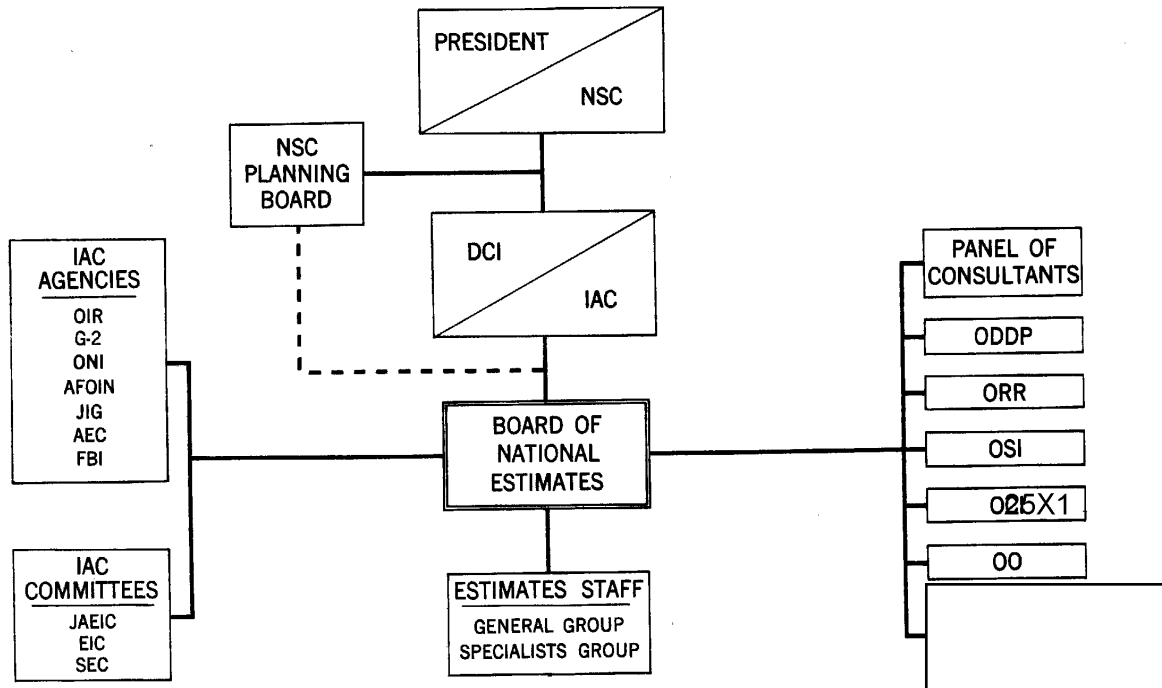 PRESIDENT
NSC
NSC
PLANNING
BOARD
DCI
IAC
IAC
AGENCIES
OIR
G-2
ONI
AFOIN
JIG
AEC
FBI
IAC
COMMITTEES
JAEIC
EIC
SEC
BOARD OF
NATIONAL
ESTIMATES
ESTIMATES STAFF
GENERAL GROUP
SPECIALISTS GROUP
PANEL OF
CONSULTANTS
ODDP
ORR
OSI
25X1
OO